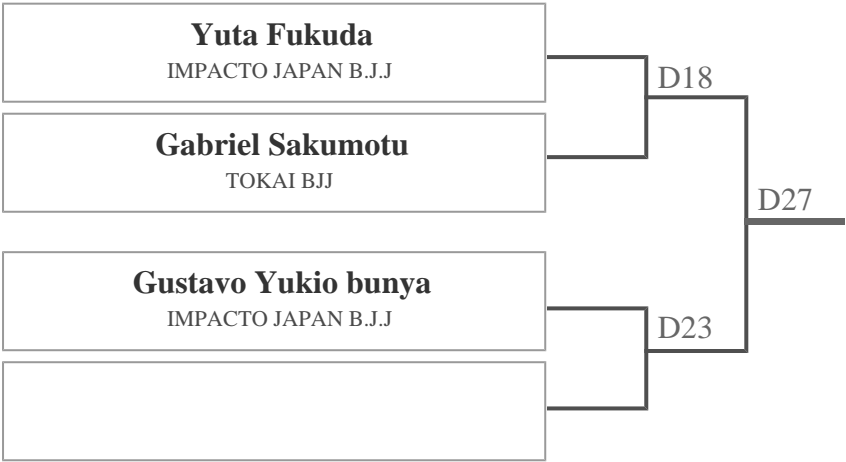 Yuta Fukuda
IMPACTO JAPAN B.J.J
D18
Gabriel Sakumotu
TOKAI BJJ
D27
Gustavo Yukio bunya
IMPACTO JAPAN B.J.J
D23